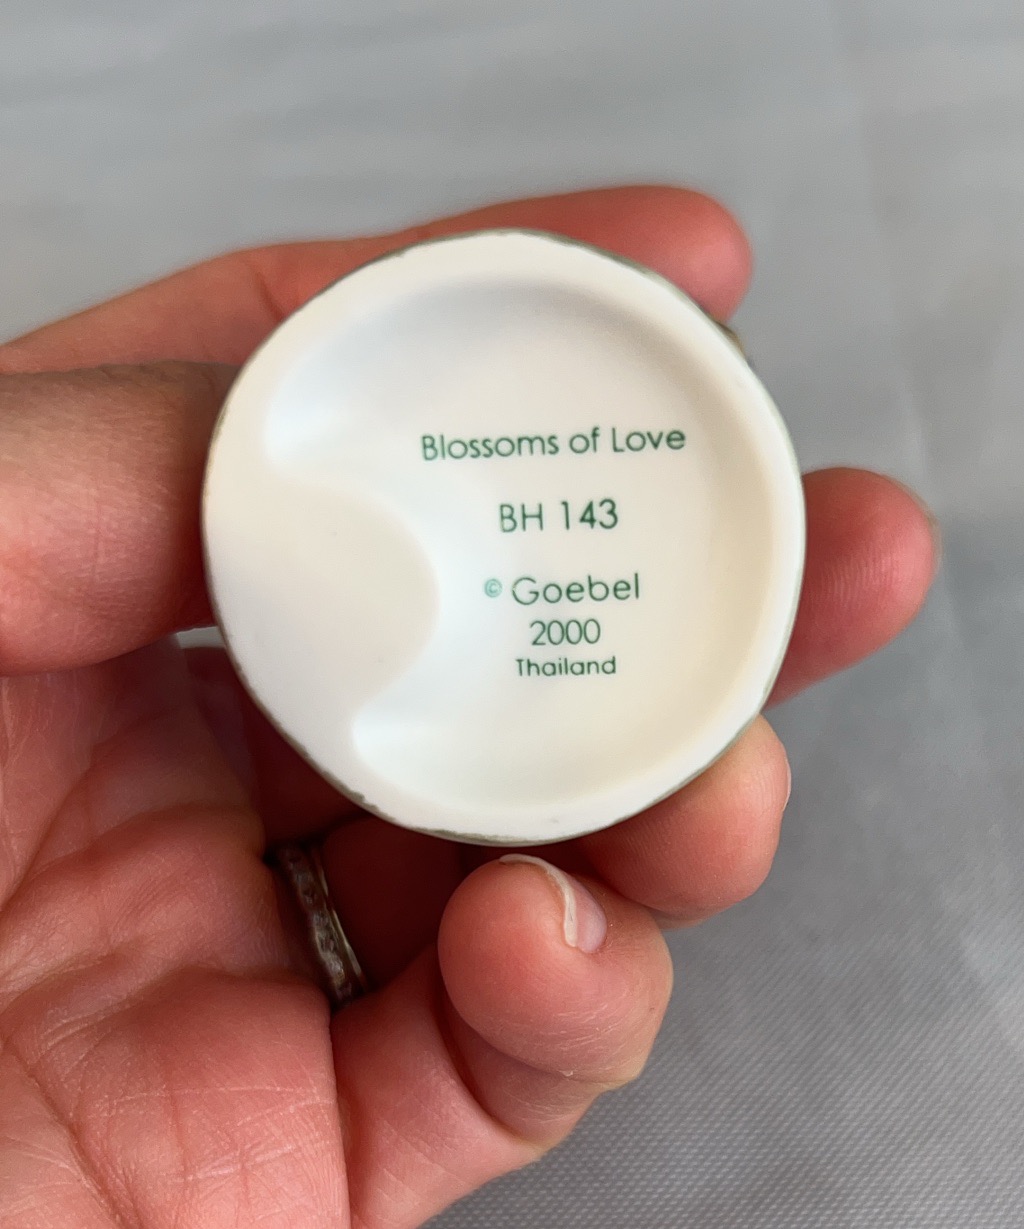 Blossoms of Love
BH 143
© Goebel
2000
Thailand